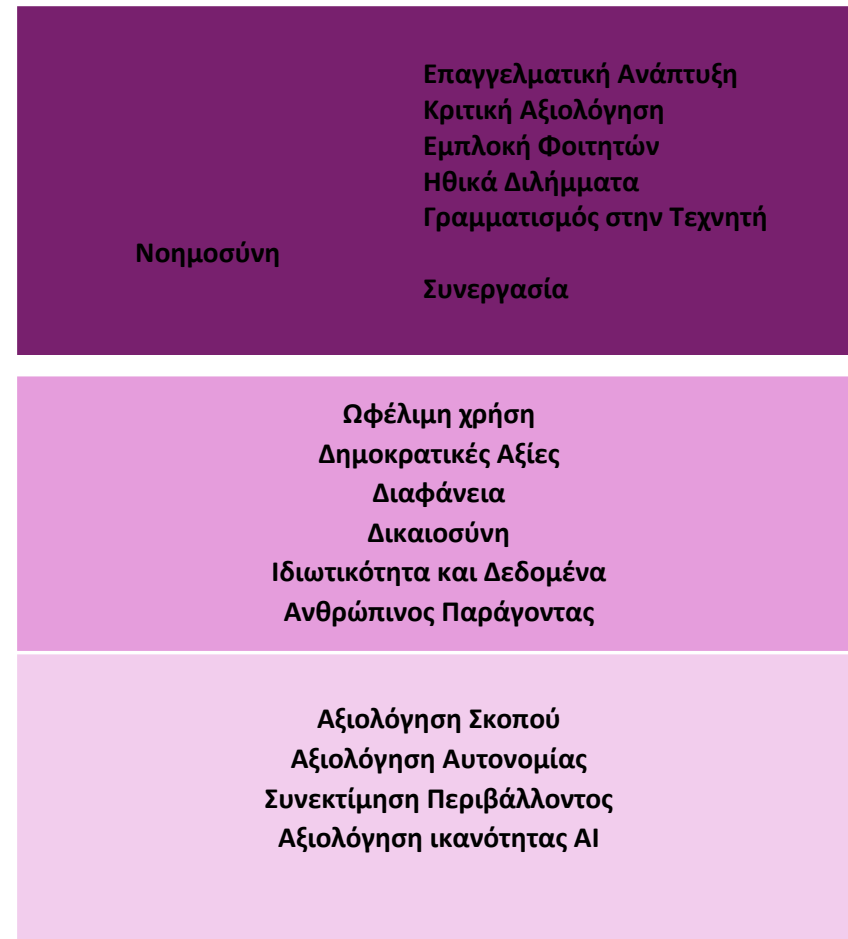 Επαγγελματική Ανάπτυξη
Κριτική Αξιολόγηση
Εμπλοκή Φοιτητών
Ηθικά Διλήμματα
Γραμματισμός στην Τεχνητή
Νοημοσύνη
Συνεργασία
Ωφέλιμη χρήση
Δημοκρατικές Αξίες
Διαφάνεια
Δικαιοσύνη
Ιδιωτικότητα και Δεδομένα
Ανθρώπινος Παράγοντας
Αξιολόγηση Σκοπού
Αξιολόγηση Αυτονομίας
Συνεκτίμηση Περιβάλλοντος
Αξιολόγηση ικανότητας ΑΙ